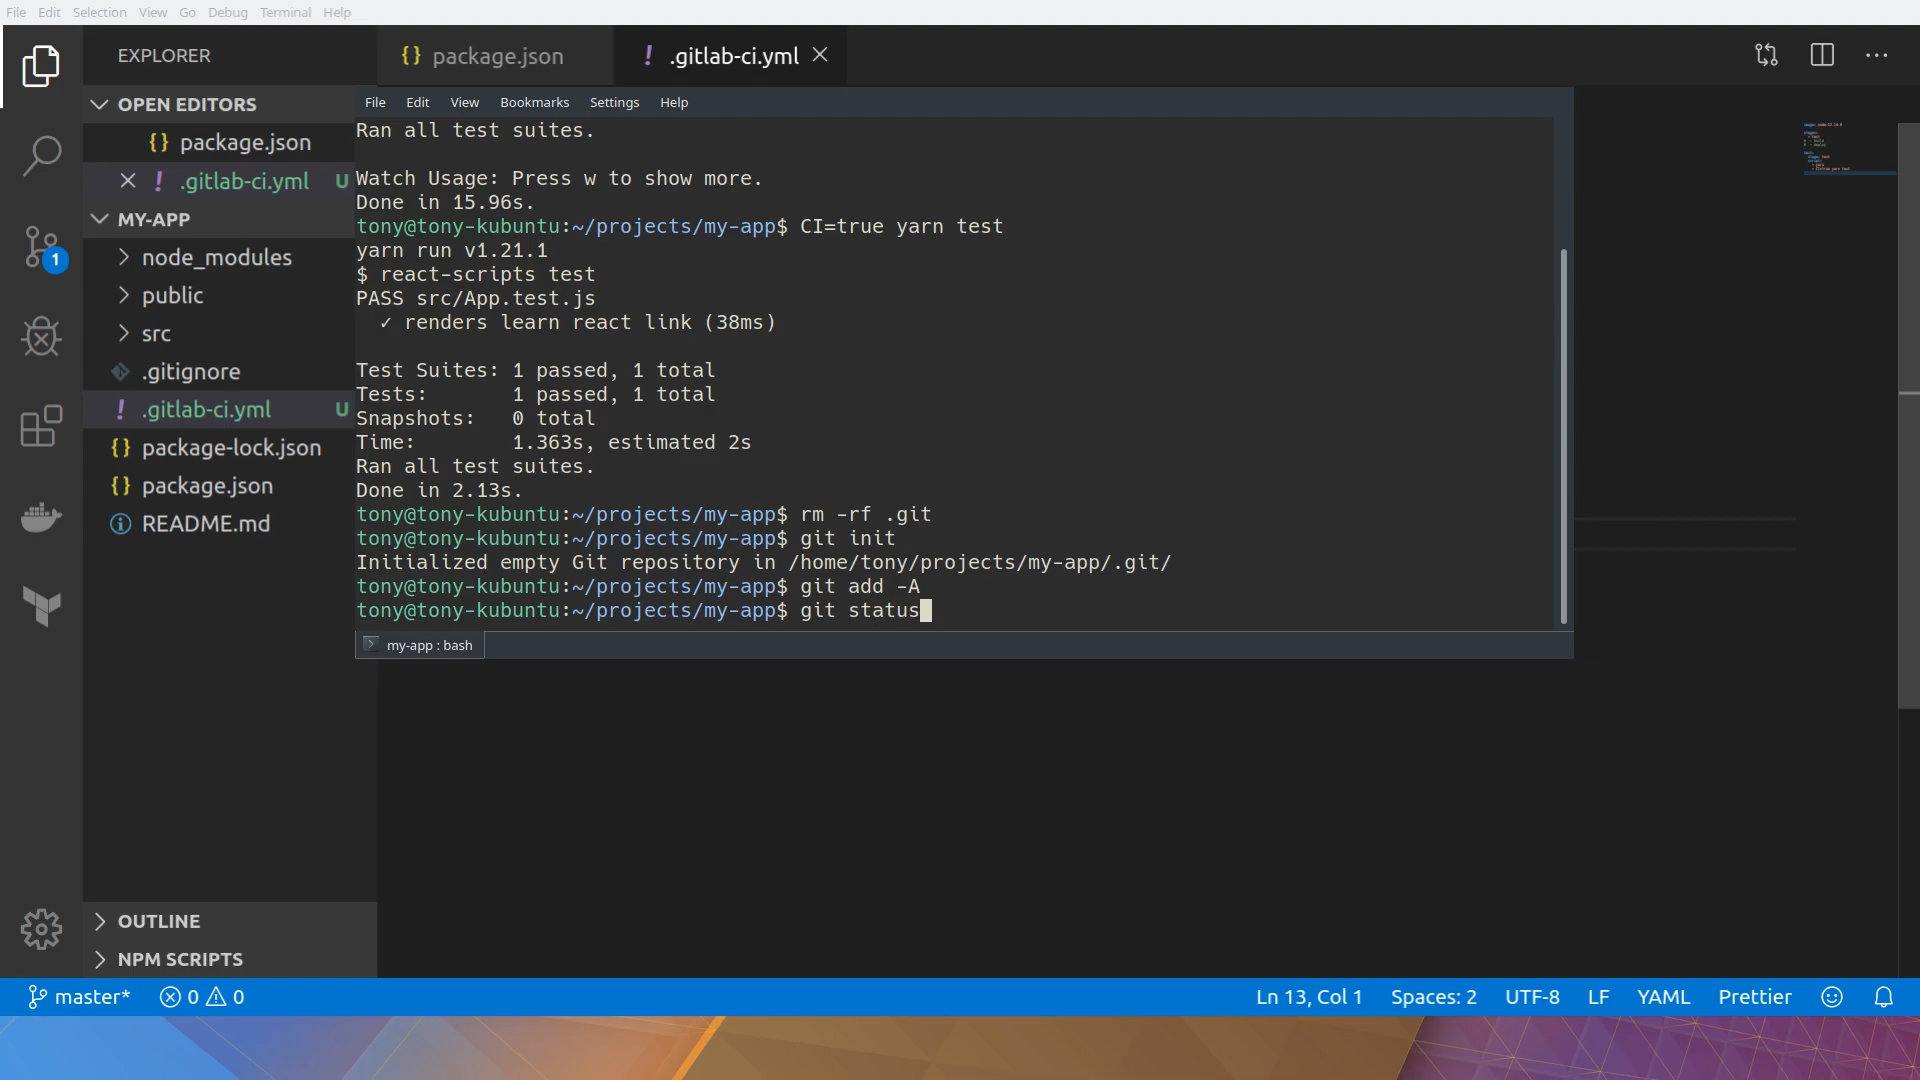 File Edit Selection View Go Debug Terminal Help
EXPLORER
{} package.json
! .gitlab-ci.yml
OPEN EDITORS
{} package.json
! .gitlab-ci.yml U
MY-APP
node_modules
public
src
.gitignore
! .gitlab-ci.yml U
{} package-lock.json
{} package.json
README.md
OUTLINE
NPM SCRIPTS
1
File Edit View Bookmarks Settings Help
Ran all test suites.
Watch Usage: Press w to show more.
Done in 15.96s.
tony@tony-kubuntu:~/projects/my-app$ CI=true yarn test
yarn run v1.21.1
$ react-scripts test
PASS src/App.test.js
✓ renders learn react link (38ms)
Test Suites: 1 passed, 1 total
Tests: 1 passed, 1 total
Snapshots: 0 total
Time: 1.363s, estimated 2s
Ran all test suites.
Done in 2.13s.
tony@tony-kubuntu:~/projects/my-app$ rm -rf .git
tony@tony-kubuntu:~/projects/my-app$ git init
Initialized empty Git repository in /home/tony/projects/my-app/.git/
tony@tony-kubuntu:~/projects/my-app$ git add -A
tony@tony-kubuntu:~/projects/my-app$ git status
my-app : bash
master* 0 0 Ln 13, Col 1 Spaces: 2 UTF-8 LF YAML Prettier